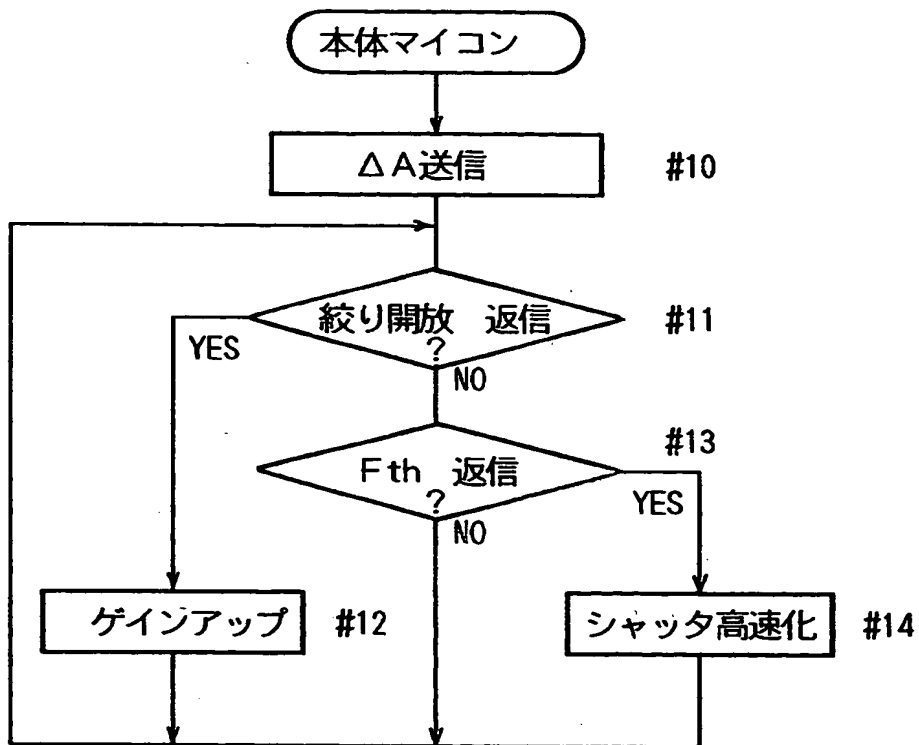 本体マイコン
ΔA送信
#10
絞り開放 返信
?
#11
YES
NO
#13
Fth 返信
?
YES
NO
ゲインアップ
#12
シャッタ高速化
#14